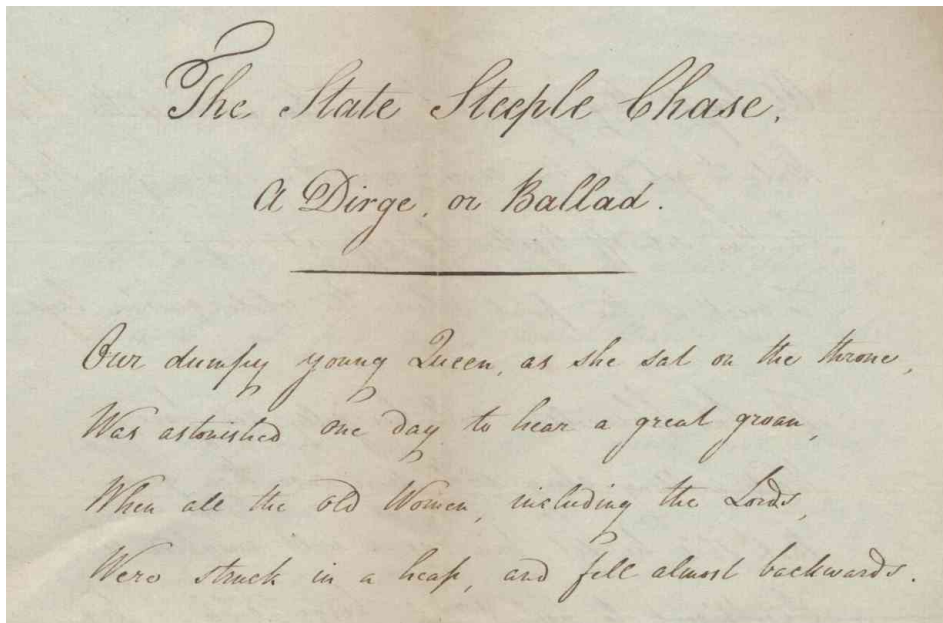 The State Steeple Chase.
A Dirge, or Ballad.
Our dumpy young Queen, as she sat on the throne,
Was astonished one day to hear a great groan,
When all the old Women, including the Lords,
Were struck in a heap, and fell almost backwards.